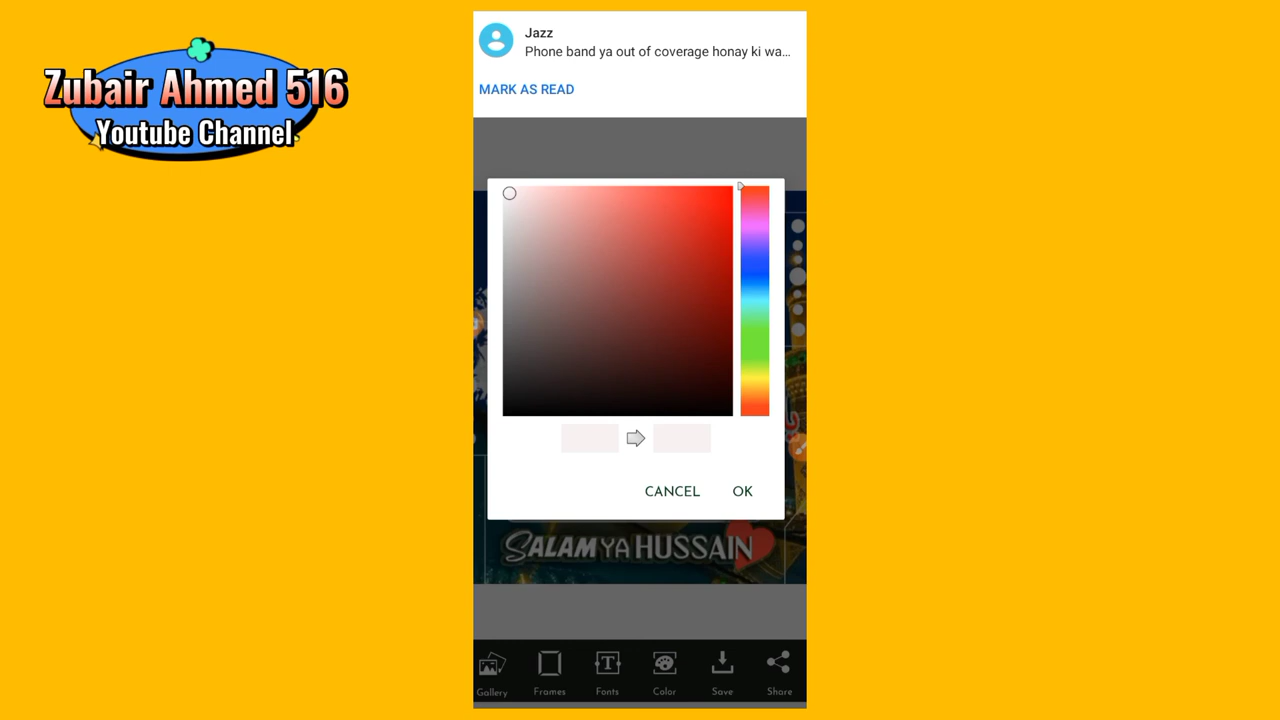 Zubair Ahmed 516
Youtube Channel
Jazz
Phone band ya out of coverage honay ki wa...
MARK AS READ
CANCEL
OK
SALAM YA HUSSAIN
Gallery
Frames
Fonts
Color
Save
Share